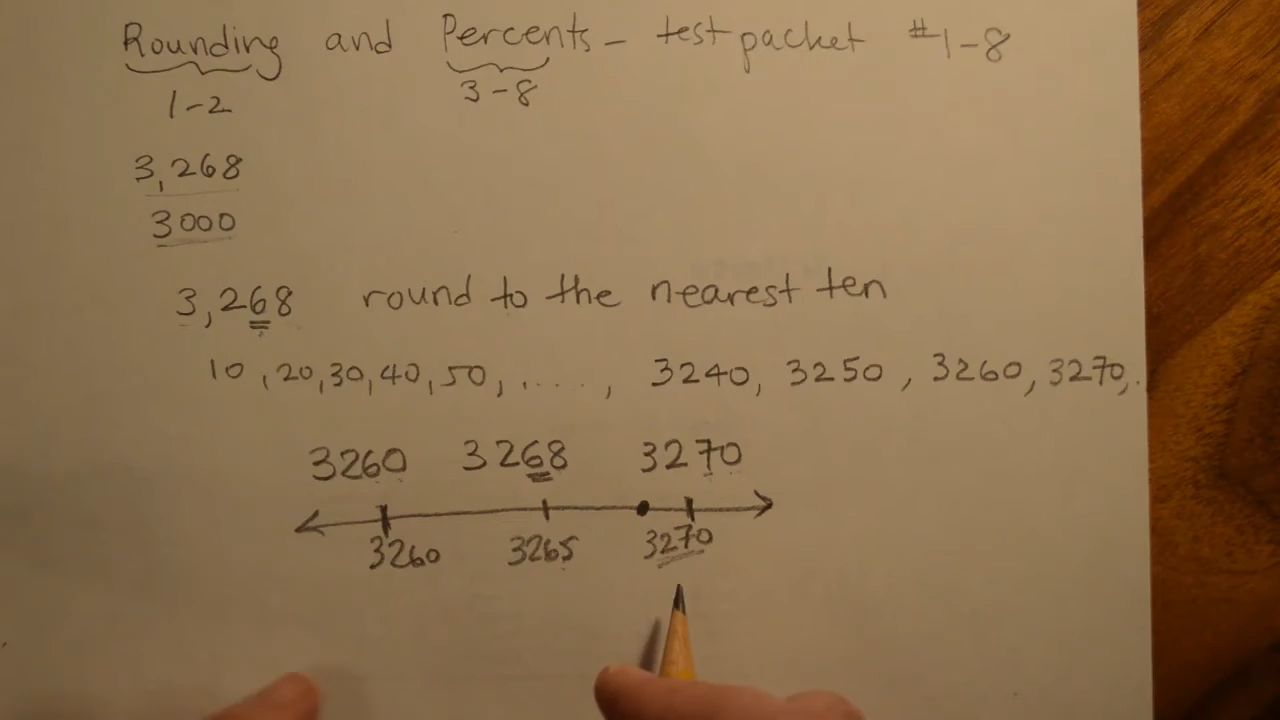 Rounding and Percents - test packet #1-8
1-2 3-8
3,268
3000
3,268 round to the nearest ten
10, 20, 30, 40, 50, ....., 3240, 3250, 3260, 3270, .
3260 3268 3270
3260 3265 3270